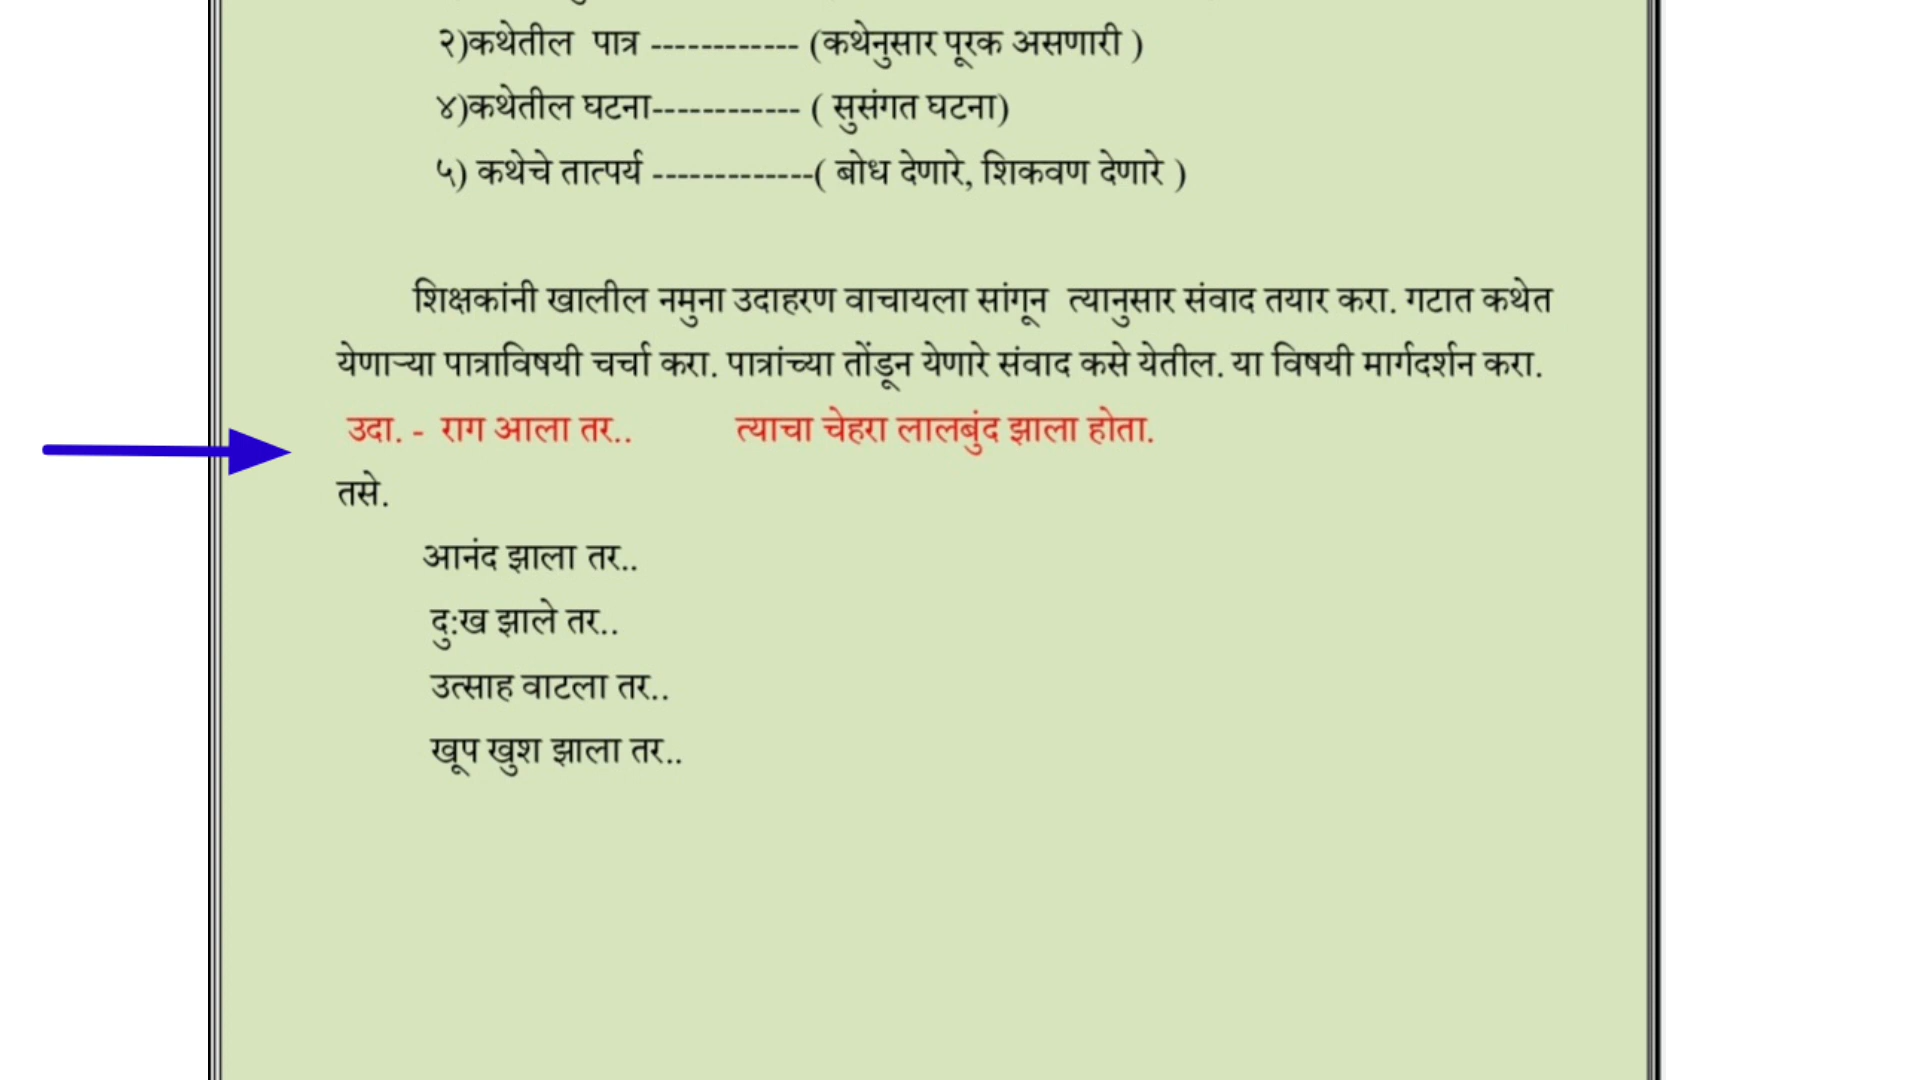 २)कथेतील पात्र ------------ (कथेनुसार पूरक असणारी )
४)कथेतील घटना------------ ( सुसंगत घटना)
५) कथेचे तात्पर्य -------------( बोध देणारे, शिकवण देणारे )
शिक्षकांनी खालील नमुना उदाहरण वाचायला सांगून त्यानुसार संवाद तयार करा. गटात कथेत
येणाऱ्या पात्राविषयी चर्चा करा. पात्रांच्या तोंडून येणारे संवाद कसे येतील. या विषयी मार्गदर्शन करा.
उदा. - राग आला तर.. त्याचा चेहरा लालबुंद झाला होता.
तसे.
आनंद झाला तर..
दु:ख झाले तर..
उत्साह वाटला तर..
खूप खुश झाला तर..